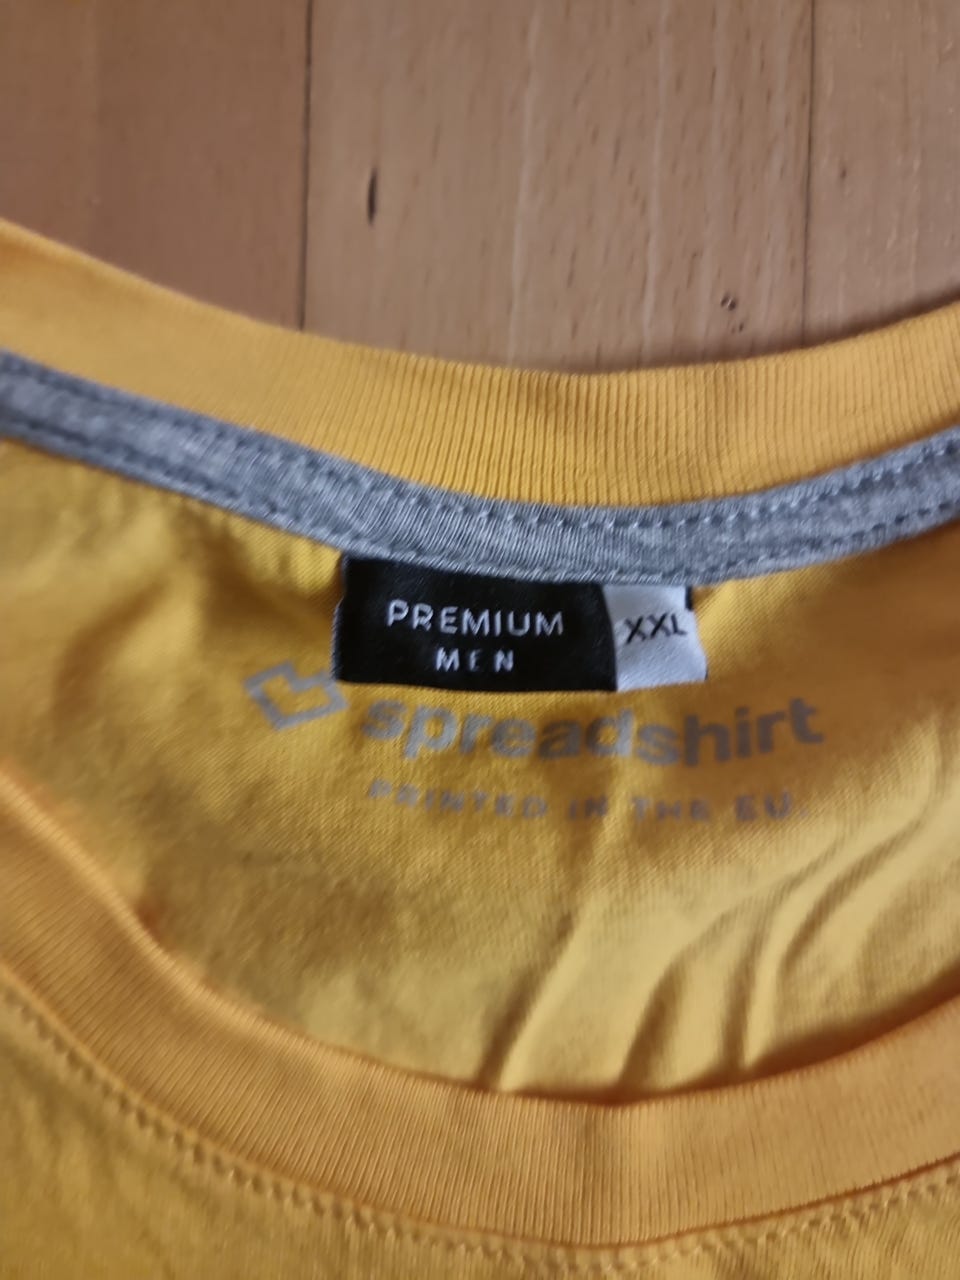 PREMIUM
MEN
XXL
spreadshirt
PRINTED IN THE EU.